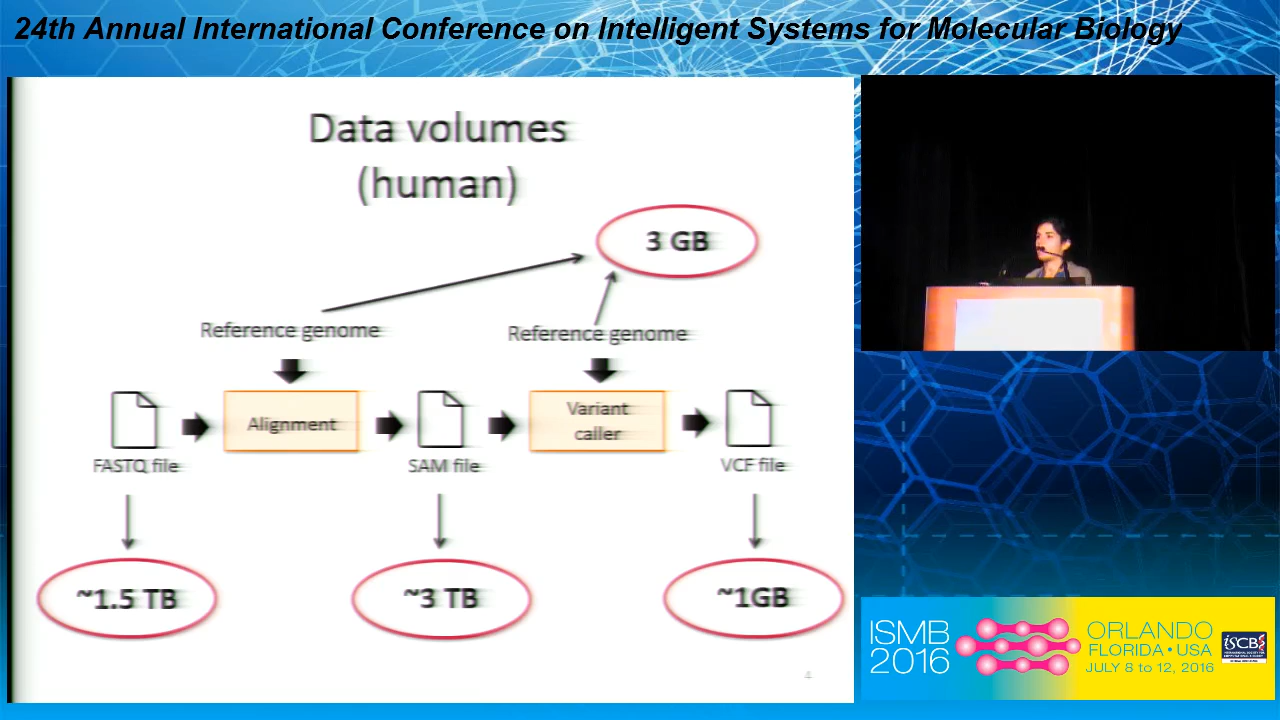 24th Annual International Conference on Intelligent Systems for Molecular Biology
Data volumes
(human)
3 GB
Reference genome
Reference genome
Alignment
Variant
caller
FASTQ file
SAM file
VCF file
~1.5 TB
~3 TB
~1GB
4
ISMB
2016
ORLANDO
FLORIDA • USA
JULY 8 to 12, 2016
ISCB